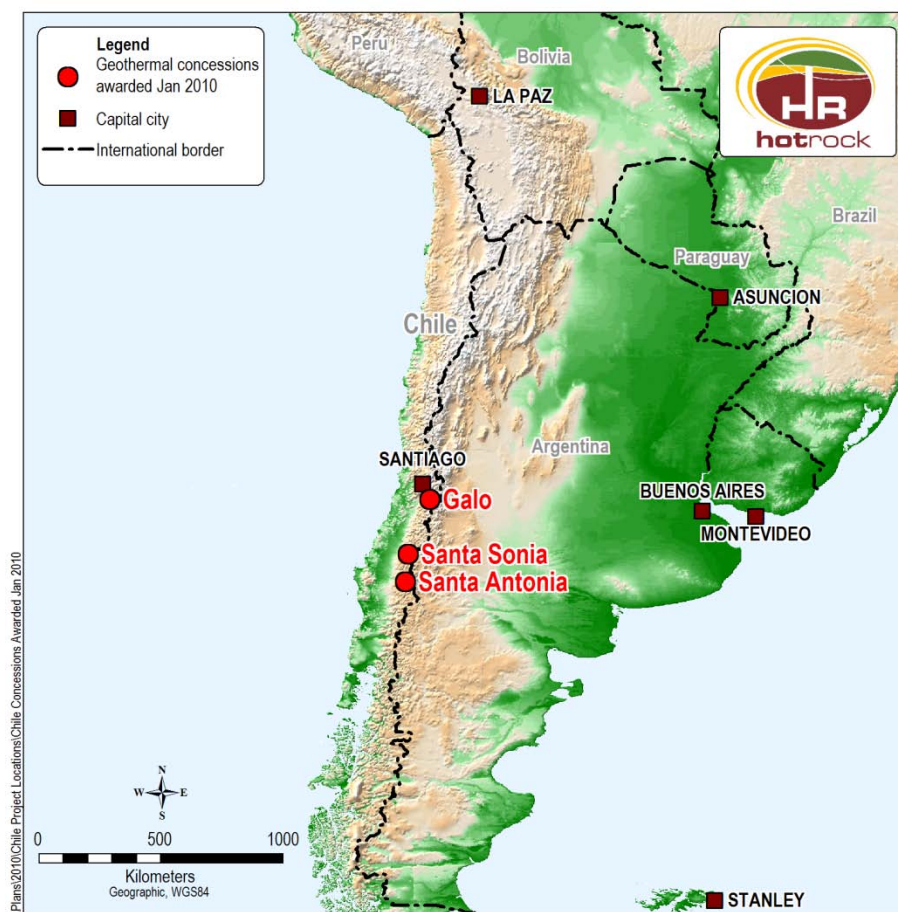 Legend
Geothermal concessions
awarded Jan 2010
Capital city
International border
Peru
Bolivia
LA PAZ
HR
hotrock
Brazil
Paraguay
ASUNCION
Chile
Argentina
SANTIAGO
Galo
BUENOS AIRES
MONTEVIDEO
Santa Sonia
Santa Antonia
N
W E
S
0 500 1000
Kilometers
Geographic, WGS84
STANLEY
Plans\2010\Chile Project Locations\Chile Concessions Awarded Jan 2010